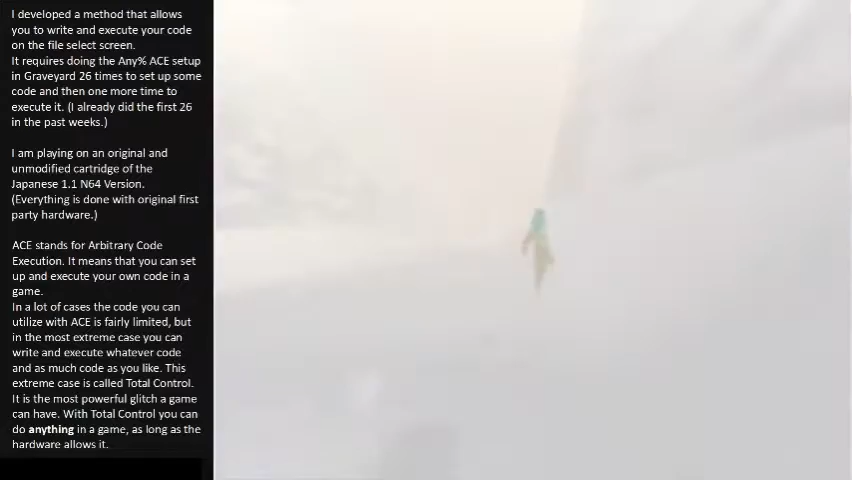 I developed a method that allows
you to write and execute your code
on the file select screen.
It requires doing the Any% ACE setup
in Graveyard 26 times to set up some
code and then one more time to
execute it. (I already did the first 26
in the past weeks.)
I am playing on an original and
unmodified cartridge of the
Japanese 1.1 N64 Version.
(Everything is done with original first
party hardware.)
ACE stands for Arbitrary Code
Execution. It means that you can set
up and execute your own code in a
game.
In a lot of cases the code you can
utilize with ACE is fairly limited, but
in the most extreme case you can
write and execute whatever code
and as much code as you like. This
extreme case is called Total Control.
It is the most powerful glitch a game
can have. With Total Control you can
do anything in a game, as long as the
hardware allows it.